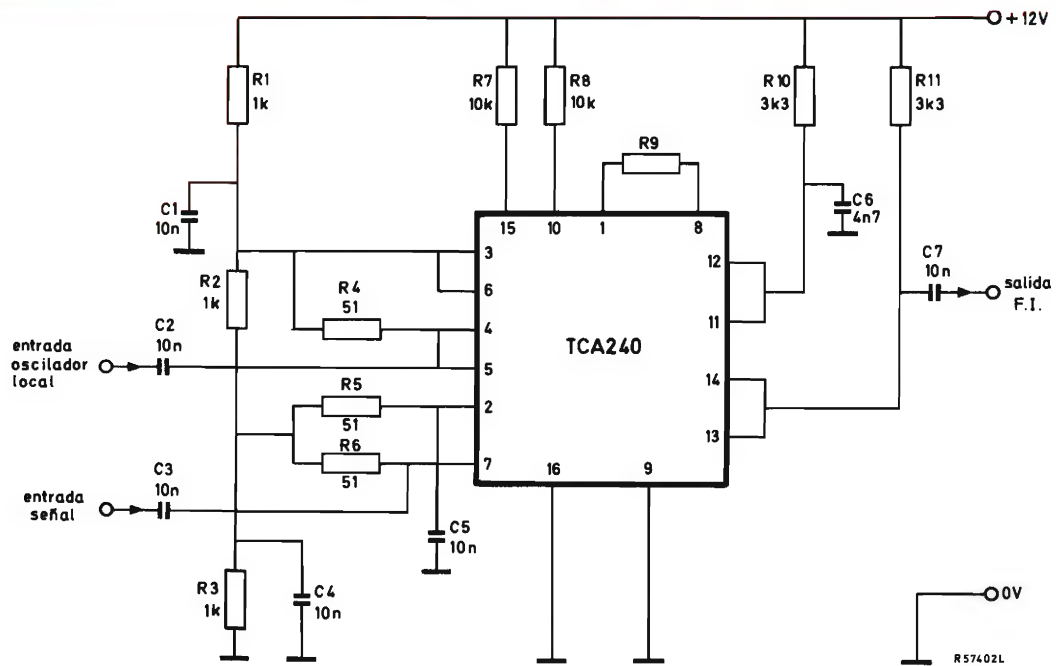 +12V
R1
1k
R7
10k
R8
10k
R10
3k3
R11
3k3
R9
C1
10n
C6
4n7
15
10
1
8
3
6
4
5
2
7
12
11
14
13
16
9
TCA240
R2
1k
R4
51
C2
10n
entrada
oscilador
local
R5
51
R6
51
C3
10n
entrada
señal
C5
10n
C7
10n
salida
F.I.
R3
1k
C4
10n
0V
R57402L